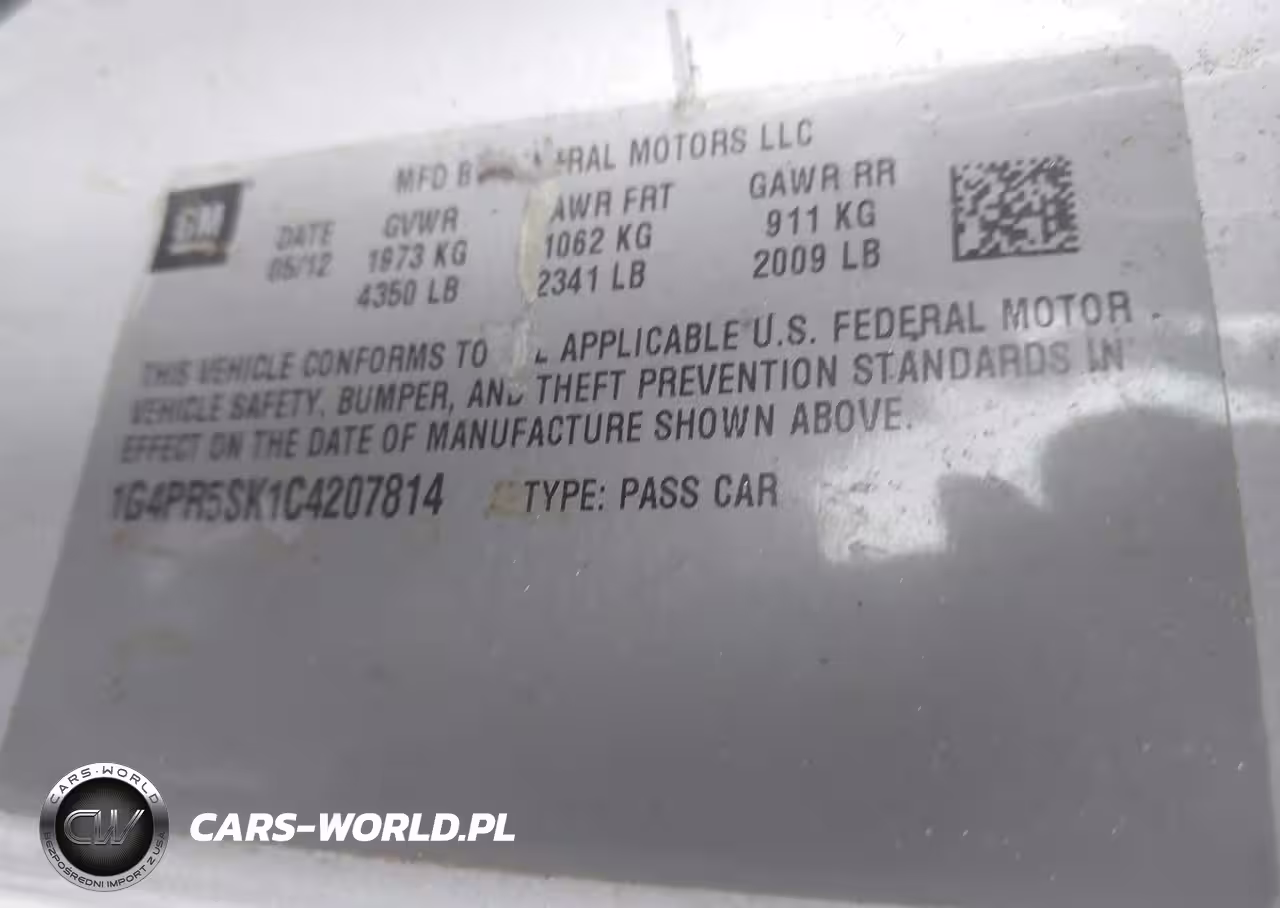 MFD B ERAL MOTORS LLC
GM
DATE GVWR AWR FRT GAWR RR
05/12 1973 KG 1062 KG 911 KG
4350 LB 2341 LB 2009 LB
THIS VEHICLE CONFORMS TO L APPLICABLE U.S. FEDERAL MOTOR
VEHICLE SAFETY, BUMPER, AND THEFT PREVENTION STANDARDS IN
EFFECT ON THE DATE OF MANUFACTURE SHOWN ABOVE.
1G4PR5SK1C4207814 TYPE: PASS CAR
CARS-WORLD
CW
BEZPOŚREDNI IMPORT Z USA
CARS-WORLD.PL